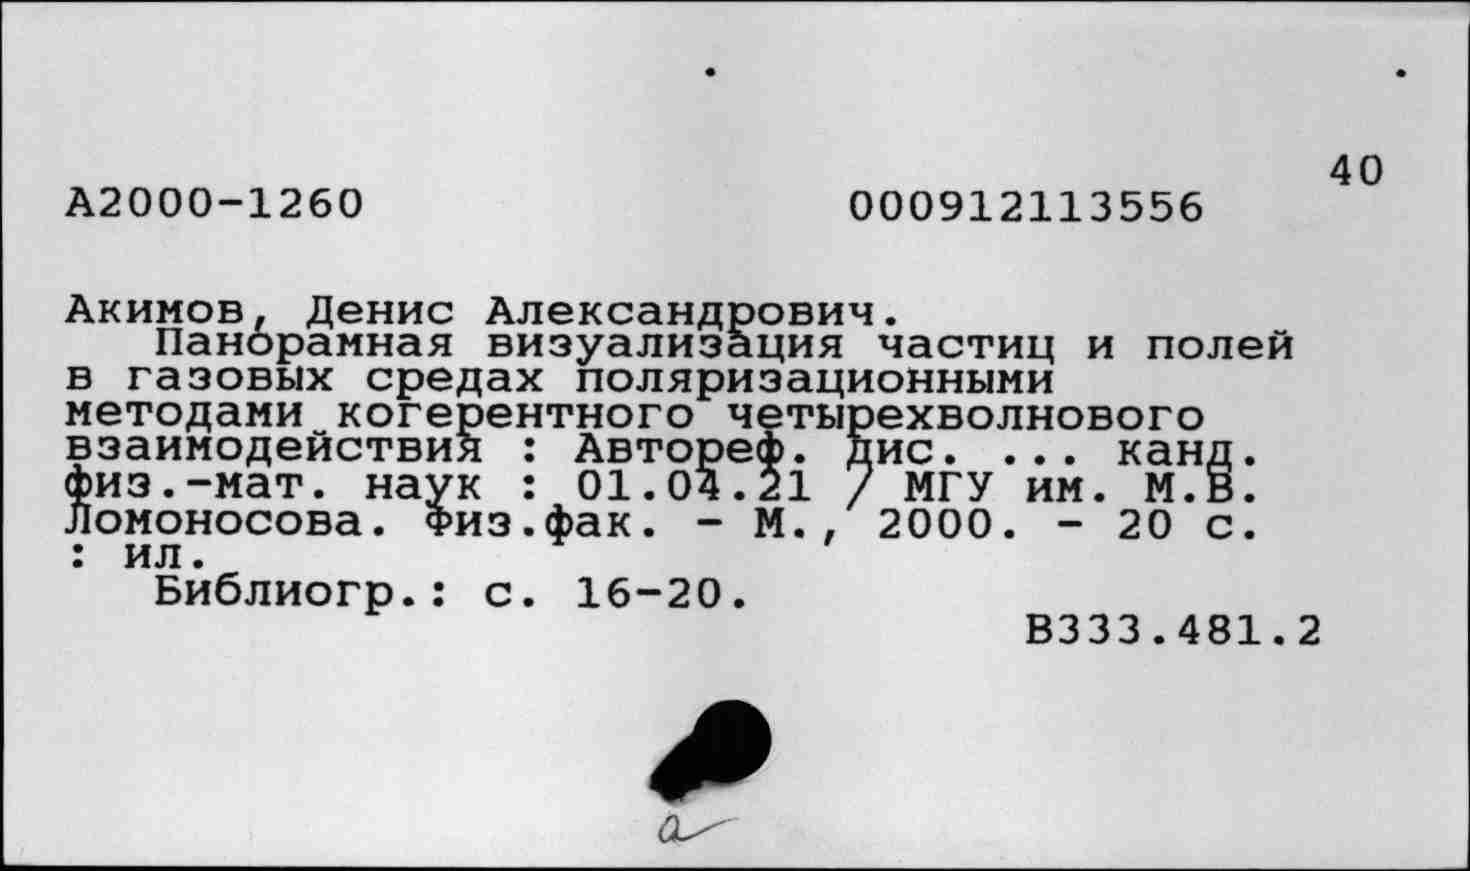 40
А2000-1260 000912113556
Акимов, Денис Александрович.
Панорамная визуализация частиц и полей
в газовых средах поляризационными
методами когерентного четырехволнового
взаимодействия : Автореф. дис. ... канд.
физ.-мат. наук : 01.04.21 / МГУ им. М.В.
Ломоносова. Физ.фак. - М., 2000. - 20 с.
: ил.
Библиогр.: с. 16-20.
В333.481.2